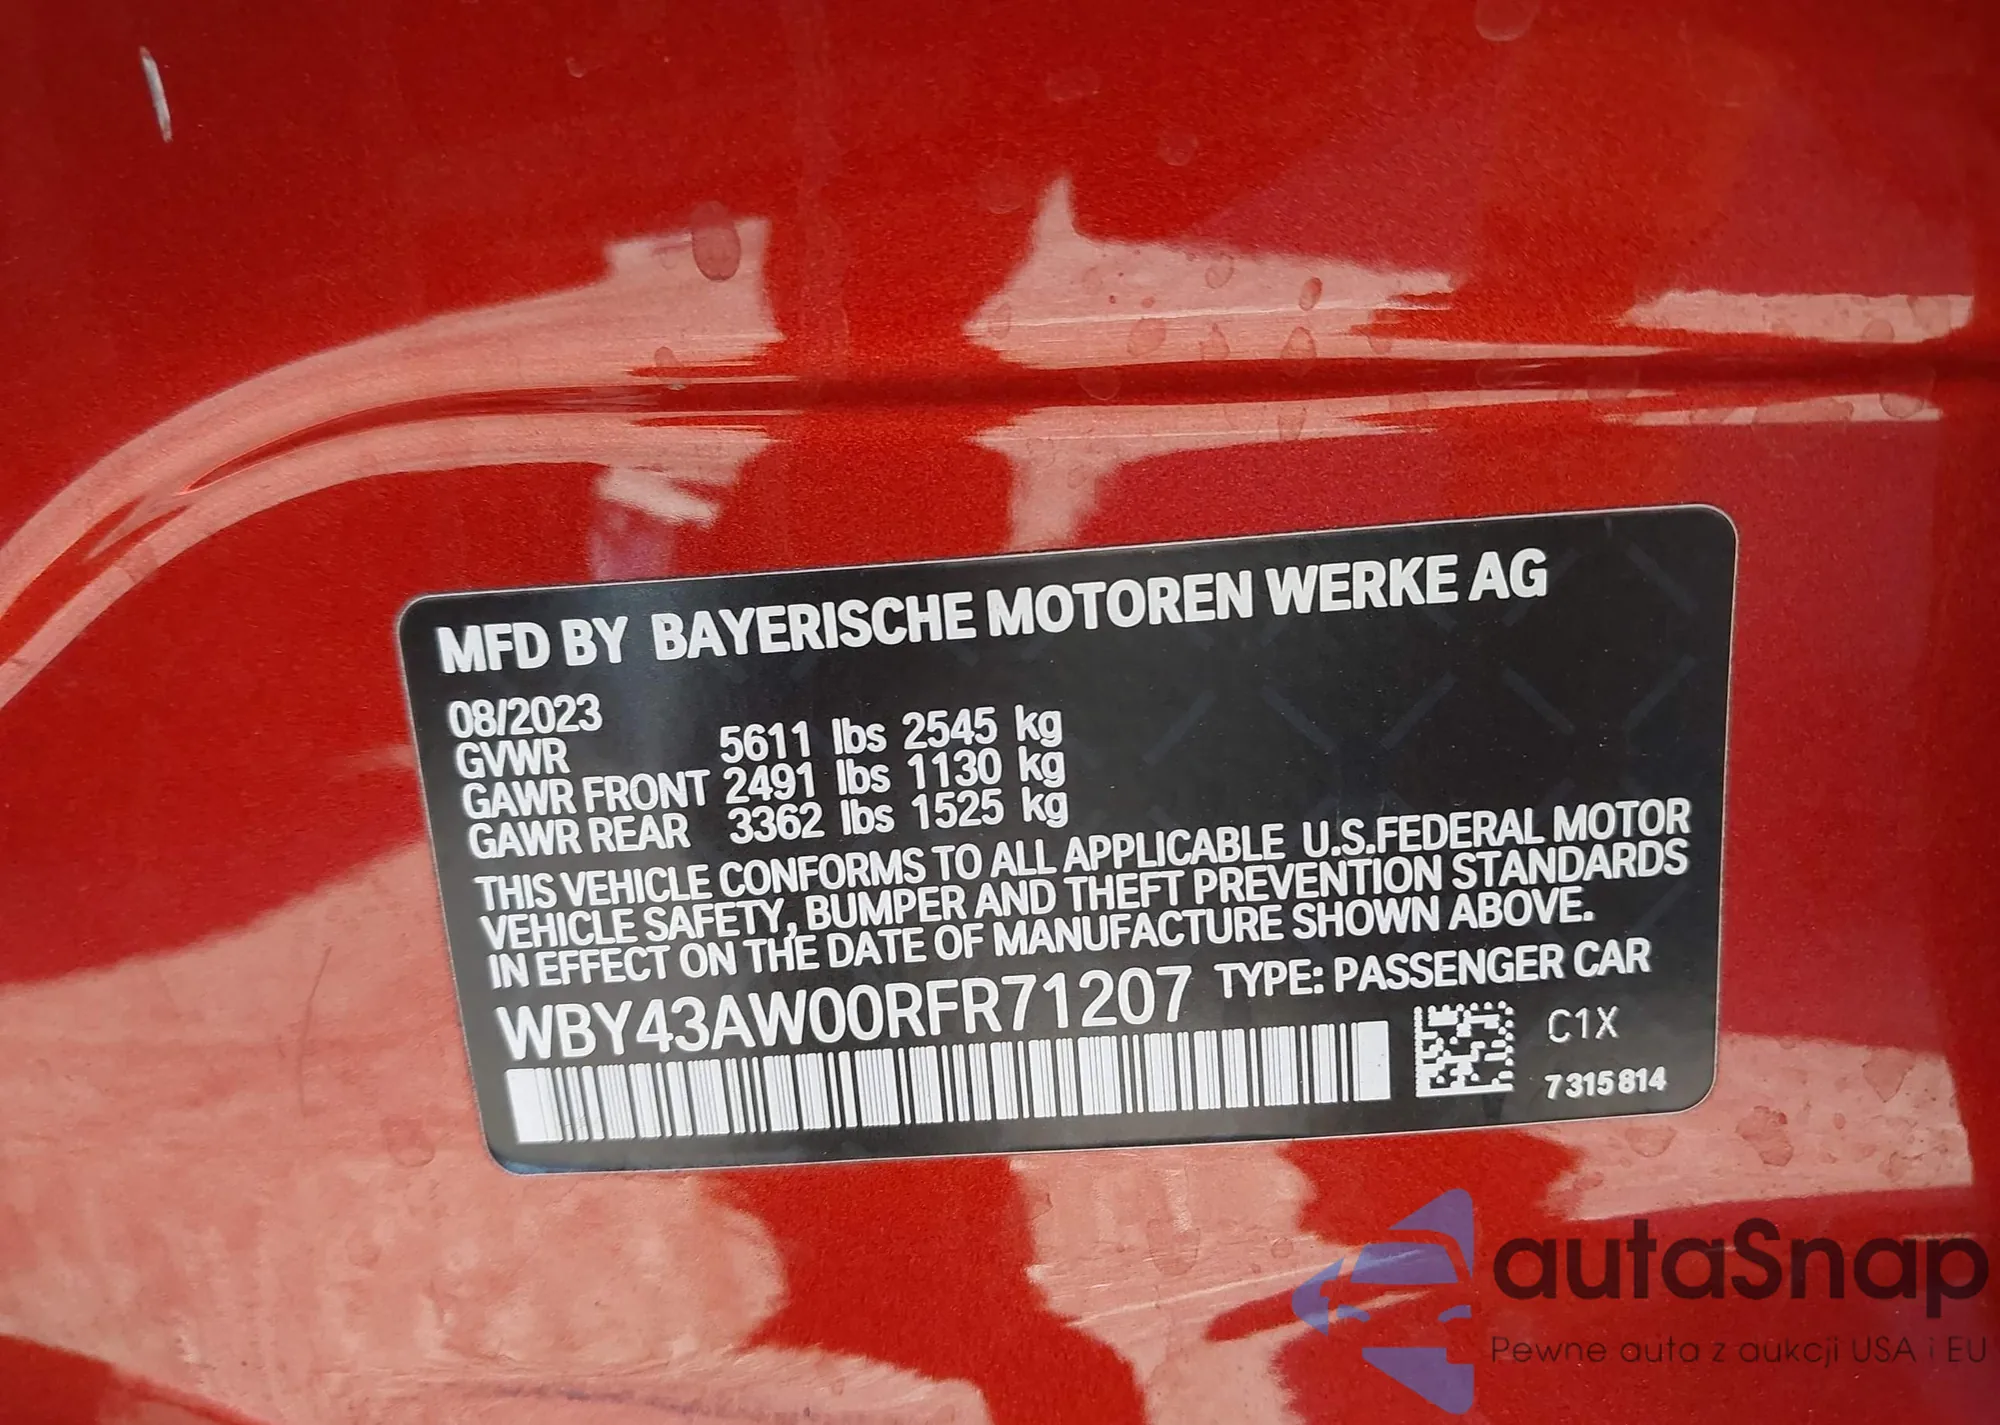 MFD BY BAYERISCHE MOTOREN WERKE AG
08/2023
GVWR 5611 lbs 2545 kg
GAWR FRONT 2491 lbs 1130 kg
GAWR REAR 3362 lbs 1525 kg
THIS VEHICLE CONFORMS TO ALL APPLICABLE U.S.FEDERAL MOTOR
VEHICLE SAFETY, BUMPER AND THEFT PREVENTION STANDARDS
IN EFFECT ON THE DATE OF MANUFACTURE SHOWN ABOVE.
WBY43AW00RFR71207 TYPE: PASSENGER CAR
C1X
7315814
autaSnap
Pewne auta z aukcji USA i EU